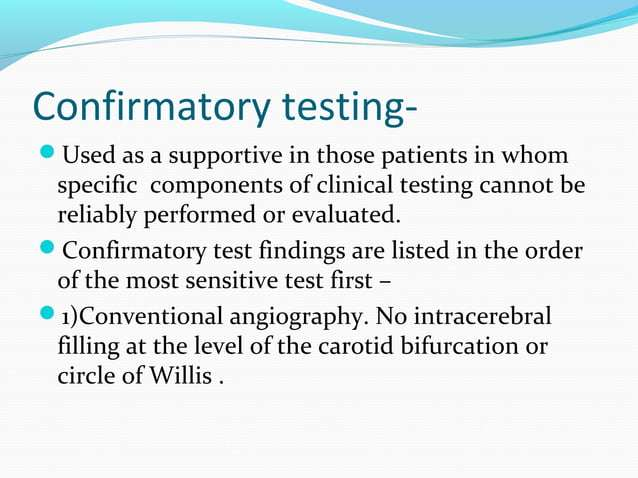 Confirmatory testing-
Used as a supportive in those patients in whom
specific components of clinical testing cannot be
reliably performed or evaluated.
Confirmatory test findings are listed in the order
of the most sensitive test first –
1)Conventional angiography. No intracerebral
filling at the level of the carotid bifurcation or
circle of Willis .